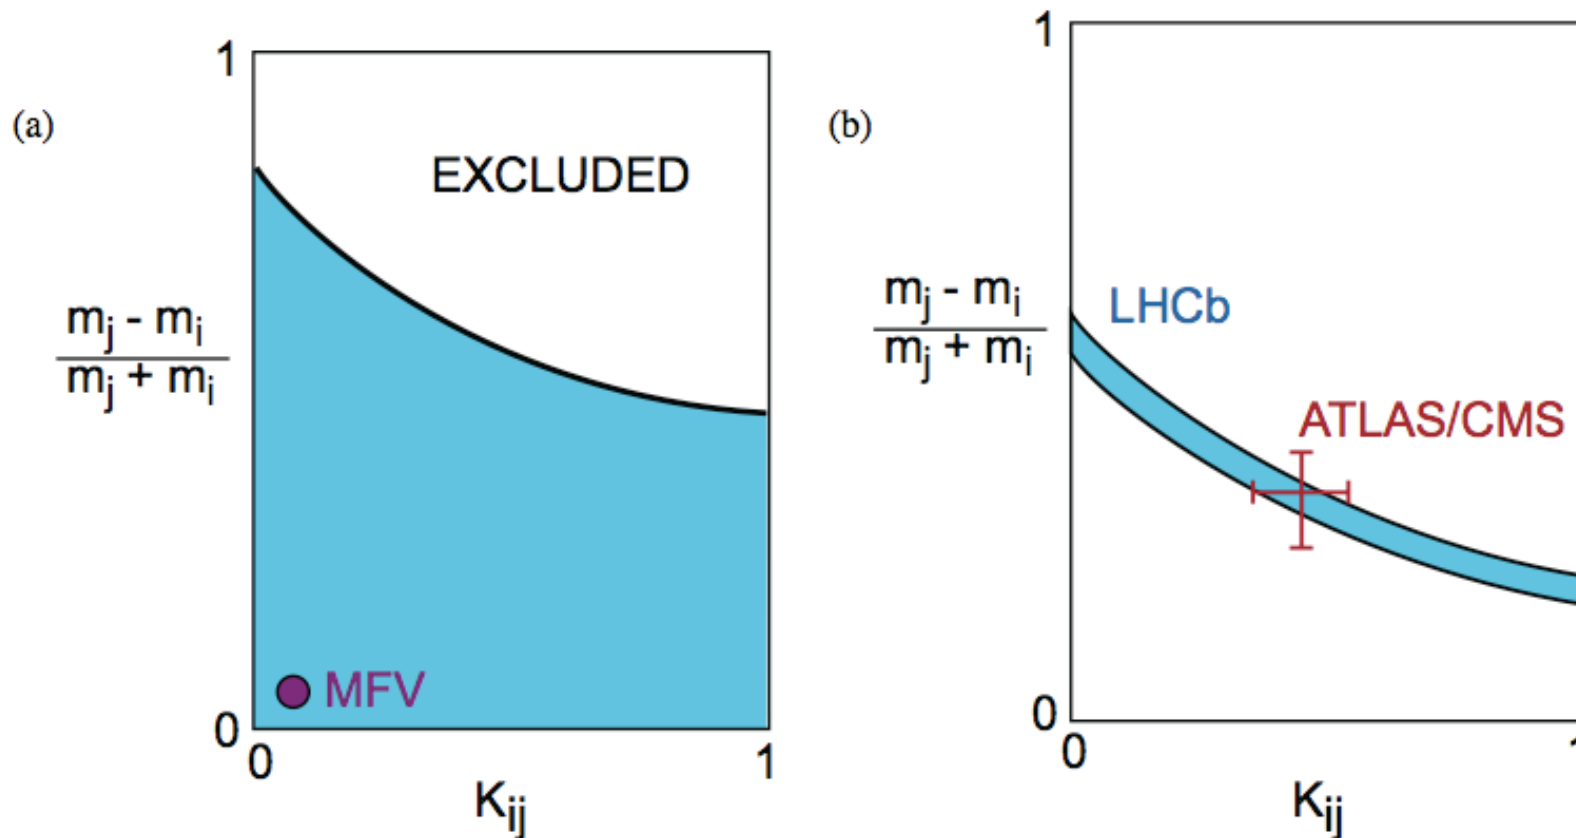 (a)
1
EXCLUDED
mj - mi
mj + mi
MFV
0
0
1
Kij
(b)
1
mj - mi
mj + mi
LHCb
ATLAS/CMS
0
0
1
Kij